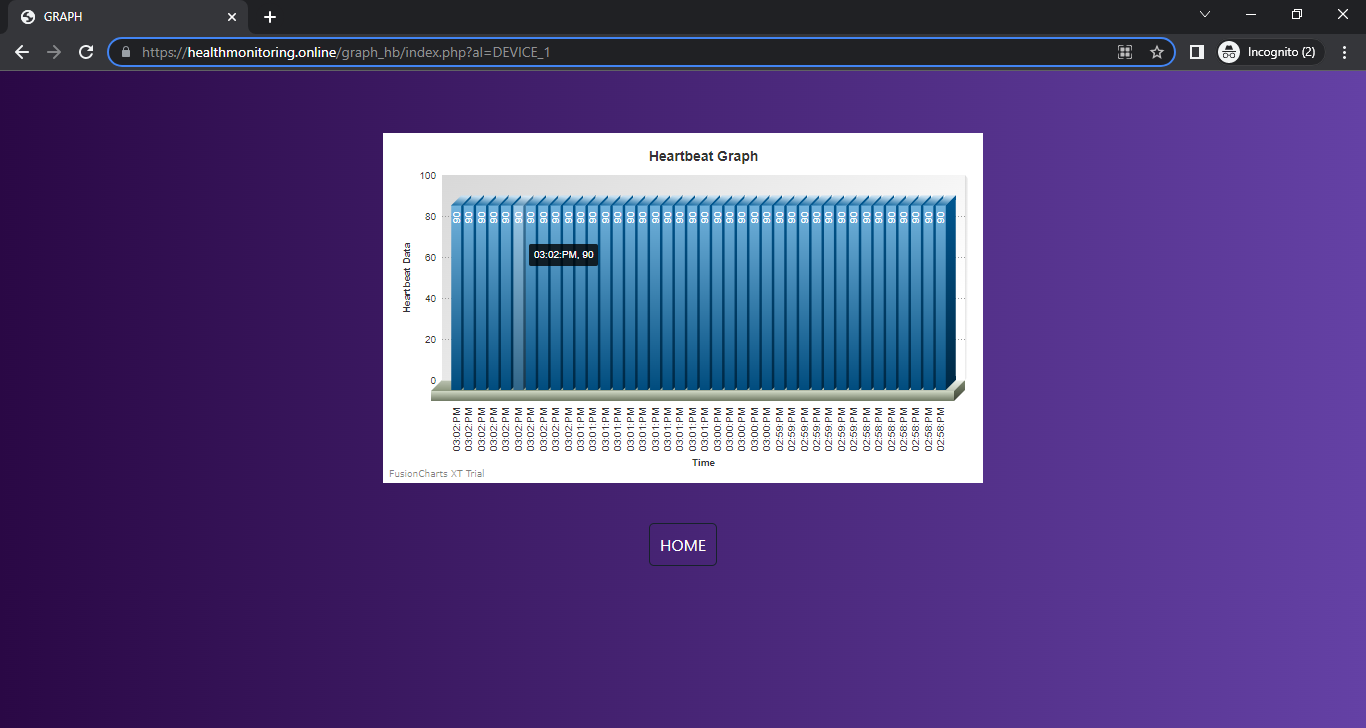 GRAPH
https://healthmonitoring.online/graph_hb/index.php?al=DEVICE_1
Incognito (2)
Heartbeat Graph
100
80
60
40
20
0
Heartbeat Data
90 90 90 90 90 90 90 90 90 90 90 90 90 90 90 90 90 90 90 90 90 90 90 90 90 90 90 90 90 90 90 90 90 90 90 90 90 90 90 90
03:02:PM, 90
03:02:PM 03:02:PM 03:02:PM 03:02:PM 03:02:PM 03:02:PM 03:02:PM 03:02:PM 03:02:PM 03:02:PM 03:01:PM 03:01:PM 03:01:PM 03:01:PM 03:01:PM 03:01:PM 03:01:PM 03:01:PM 03:01:PM 03:01:PM 03:01:PM 03:00:PM 03:00:PM 03:00:PM 03:00:PM 03:00:PM 02:59:PM 02:59:PM 02:59:PM 02:59:PM 02:59:PM 02:59:PM 02:59:PM 02:58:PM 02:58:PM 02:58:PM 02:58:PM 02:58:PM 02:58:PM 02:58:PM
Time
FusionCharts XT Trial
HOME